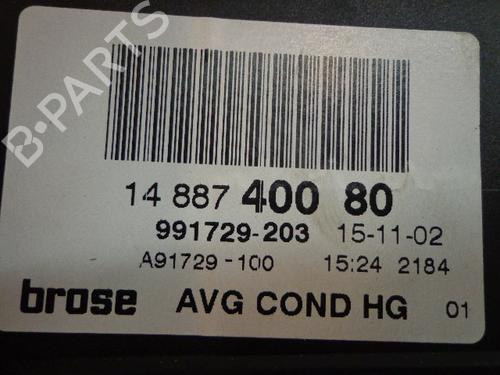 B-PARTS
14 887 400 80
991729-203 15-11-02
A91729-100 15:24 2184
brose AVG COND HG 01